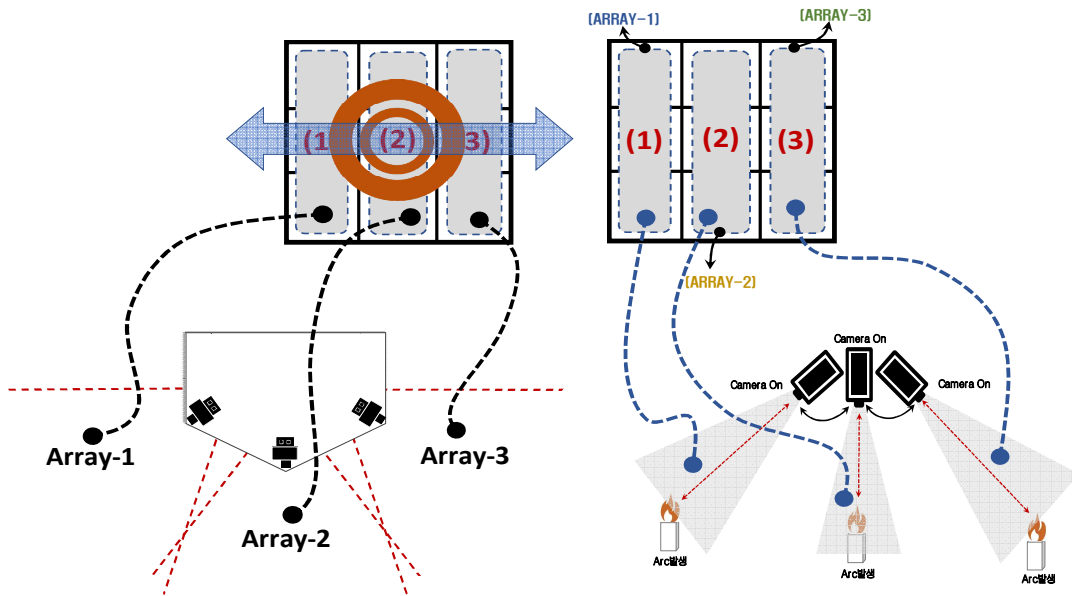 (1)
(2)
(3)
Array-1
Array-2
Array-3
[ARRAY-1]
[ARRAY-3]
(1)
(2)
(3)
[ARRAY-2]
Camera On
Camera On
Camera On
Arc발생
Arc발생
Arc발생